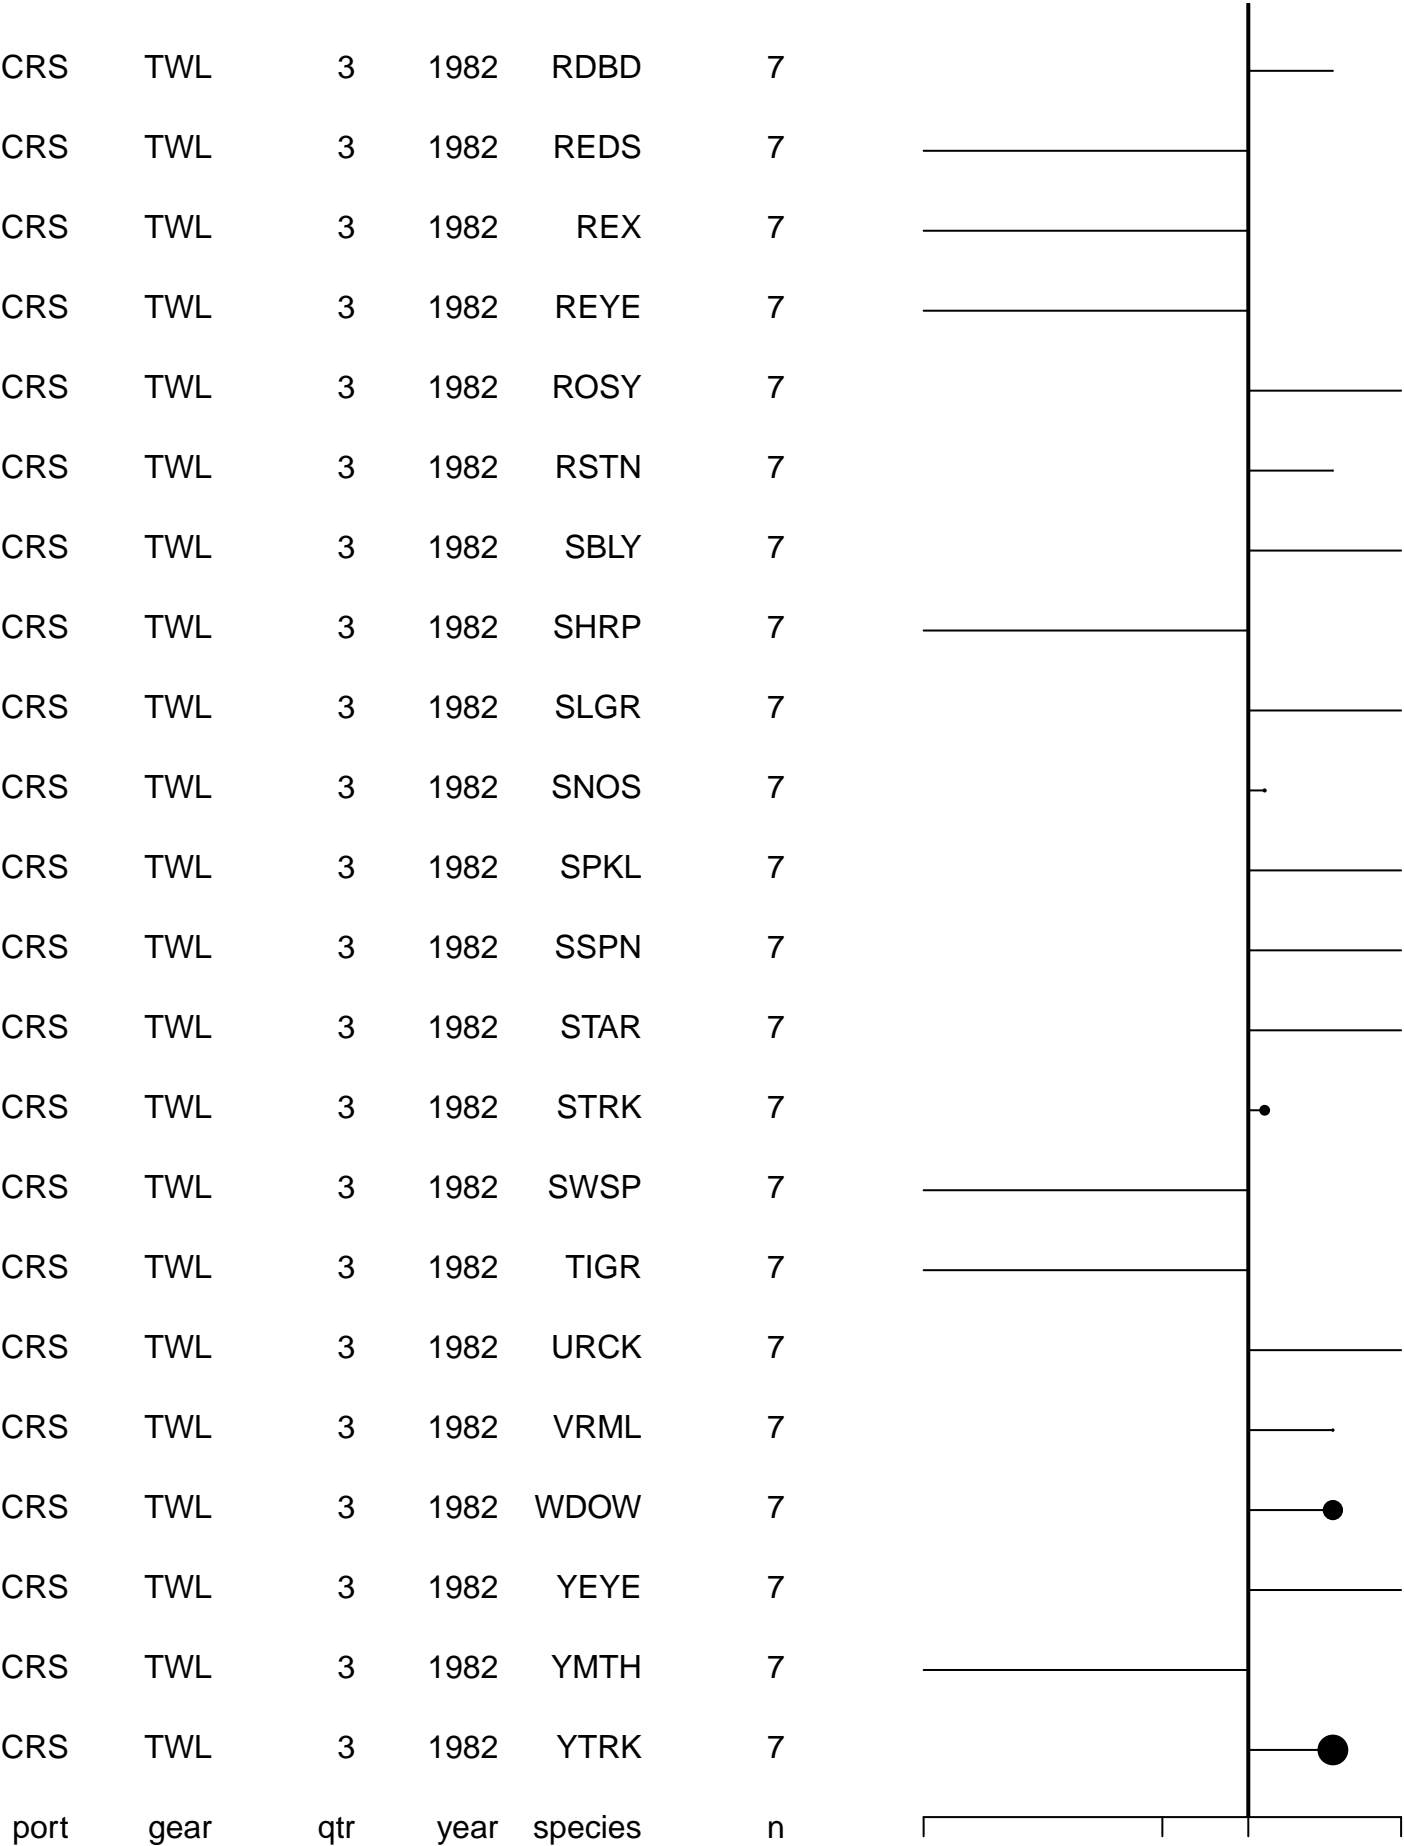 CRS TWL 3 1982 RDBD 7
CRS TWL 3 1982 REDS 7
CRS TWL 3 1982 REX 7
CRS TWL 3 1982 REYE 7
CRS TWL 3 1982 ROSY 7
CRS TWL 3 1982 RSTN 7
CRS TWL 3 1982 SBLY 7
CRS TWL 3 1982 SHRP 7
CRS TWL 3 1982 SLGR 7
CRS TWL 3 1982 SNOS 7
CRS TWL 3 1982 SPKL 7
CRS TWL 3 1982 SSPN 7
CRS TWL 3 1982 STAR 7
CRS TWL 3 1982 STRK 7
CRS TWL 3 1982 SWSP 7
CRS TWL 3 1982 TIGR 7
CRS TWL 3 1982 URCK 7
CRS TWL 3 1982 VRML 7
CRS TWL 3 1982 WDOW 7
CRS TWL 3 1982 YEYE 7
CRS TWL 3 1982 YMTH 7
CRS TWL 3 1982 YTRK 7
port gear qtr year species n